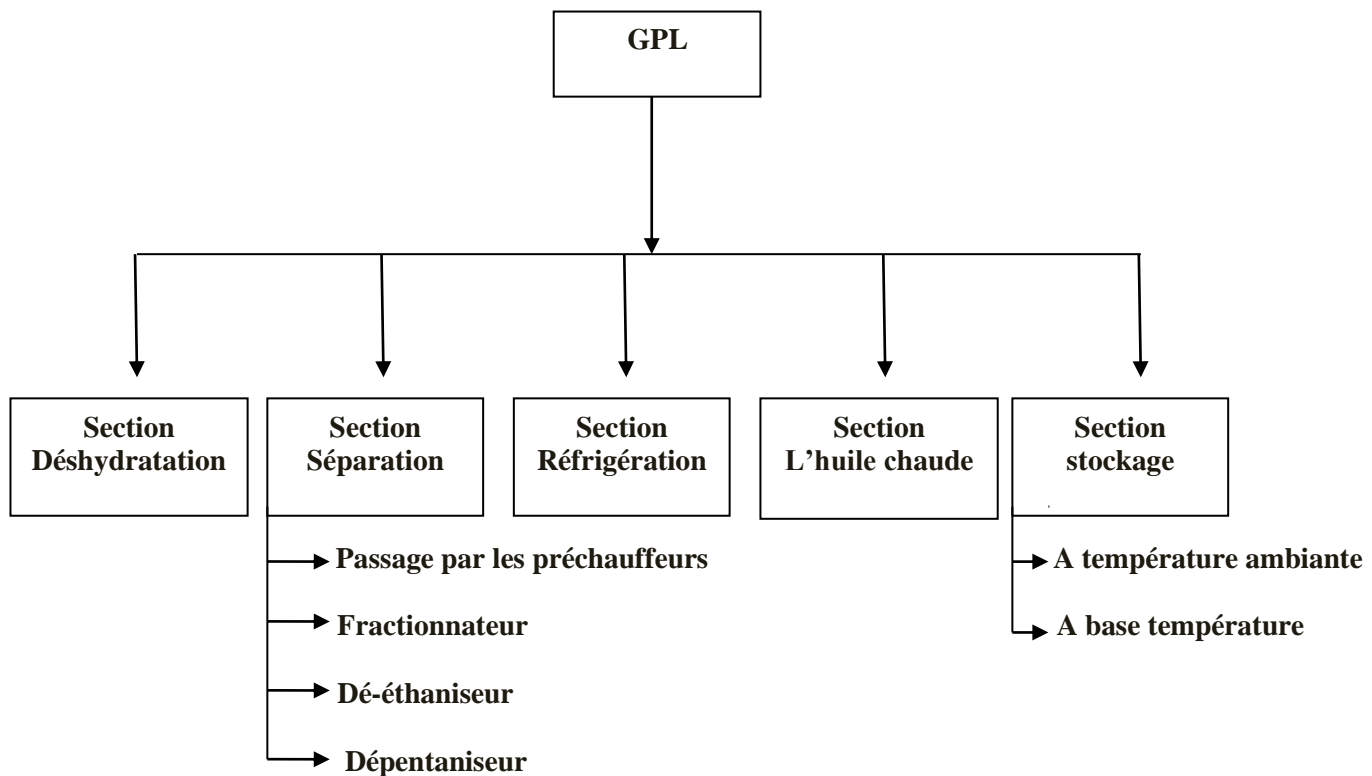 GPL
Section
Déshydratation
Section
Séparation
Section
Réfrigération
Section
L'huile chaude
Section
stockage
Passage par les préchauffeurs
Fractionnateur
Dé-éthaniseur
Dépentaniseur
A température ambiante
A base température